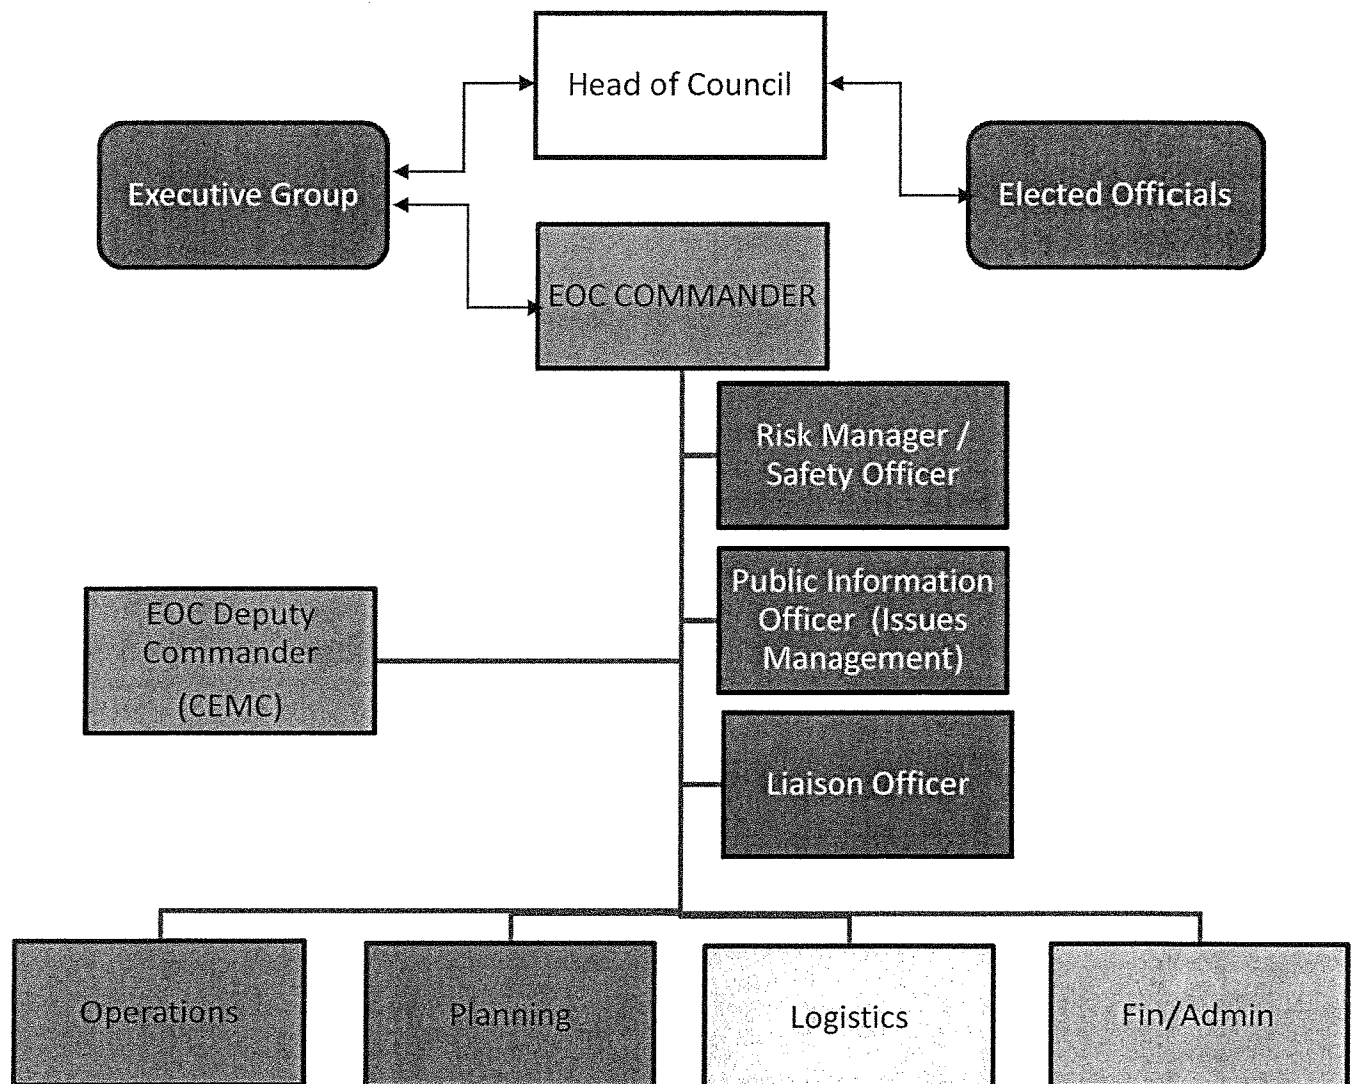 Head of Council
Executive Group
Elected Officials
EOC COMMANDER
Risk Manager /
Safety Officer
Public Information
Officer (Issues
Management)
EOC Deputy
Commander
(CEMC)
Liaison Officer
Operations
Planning
Logistics
Fin/Admin